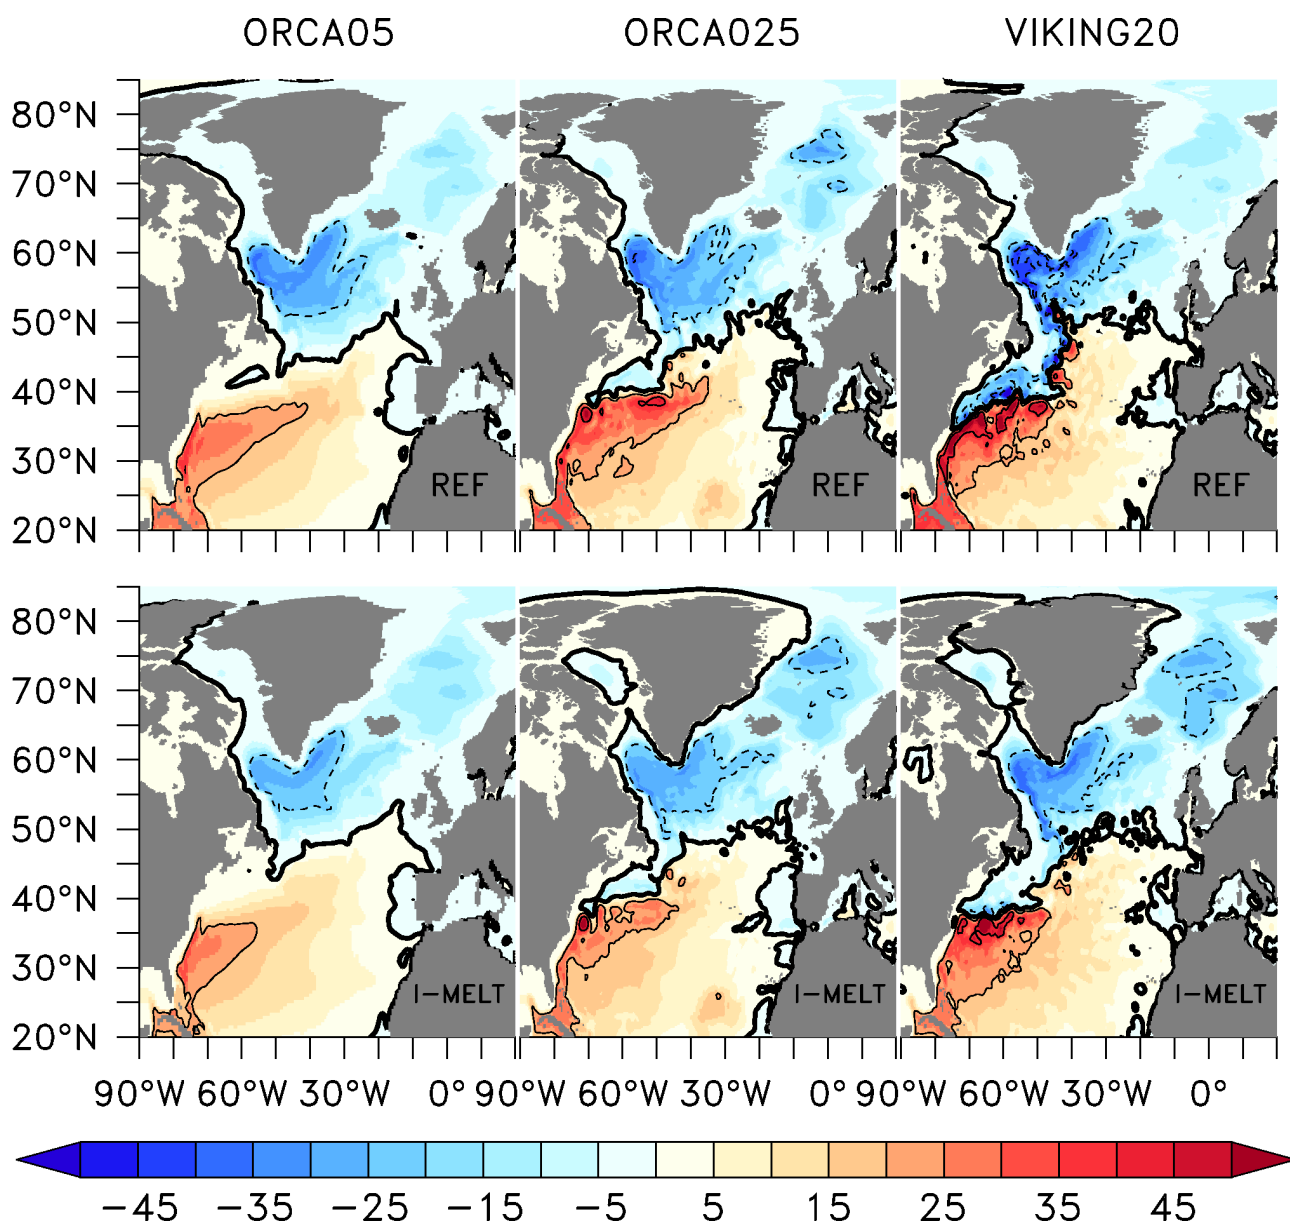 ORCA05 ORCA025 VIKING20
80°N
70°N
60°N
50°N
40°N
30°N
20°N
REF REF REF
80°N
70°N
60°N
50°N
40°N
30°N
20°N
I-MELT I-MELT I-MELT
90°W 60°W 30°W 0° 90°W 60°W 30°W 0° 90°W 60°W 30°W 0°
-45 -35 -25 -15 -5 5 15 25 35 45